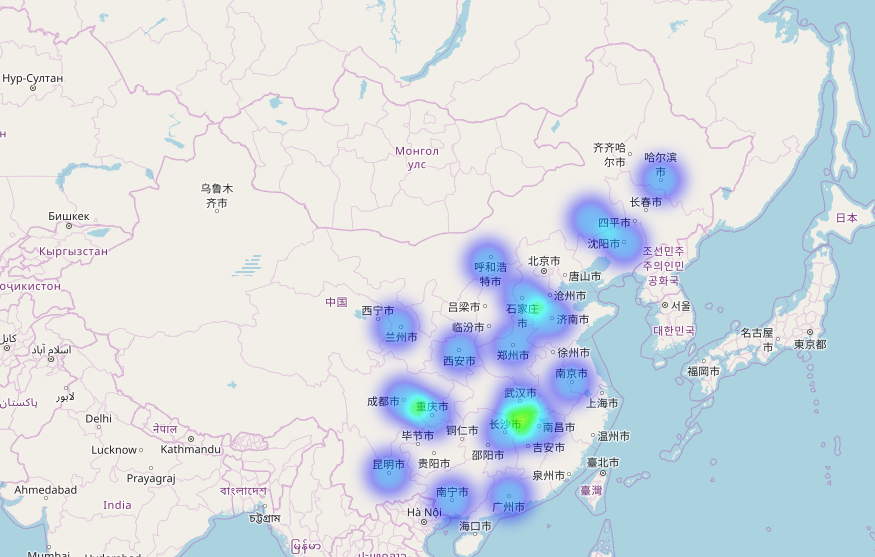 Нур-Султан
н
Бишкек
Кыргызстан
оҷикистон
Монгол
улс
乌鲁木
齐市
齐齐哈
尔市
哈尔滨
市
长春市
四平市
沈阳市
조선민주
주의인민
공화국
日本
中国
呼和浩
特市
北京市
唐山市
沧州市
石家庄
市
济南市
吕梁市
临汾市
西宁市
兰州市
西安市
郑州市
徐州市
서울
대한민국
名古屋
市
東京都
福岡市
南京市
上海市
武汉市
成都市
重庆市
长沙市
南昌市
温州市
毕节市
铜仁市
邵阳市
吉安市
昆明市
贵阳市
泉州市
臺北市
臺灣
南宁市
广州市
Hà Nội
海口市
کابل
اسلام آباد
لاہور
پاکستان
Delhi
नेपाल
Lucknow
Kathmandu
Prayagraj
Ahmedabad
India
বাংলাদেশ
চট্টগ্রাম
မြန်မာ
Mumbai
Hyderabad